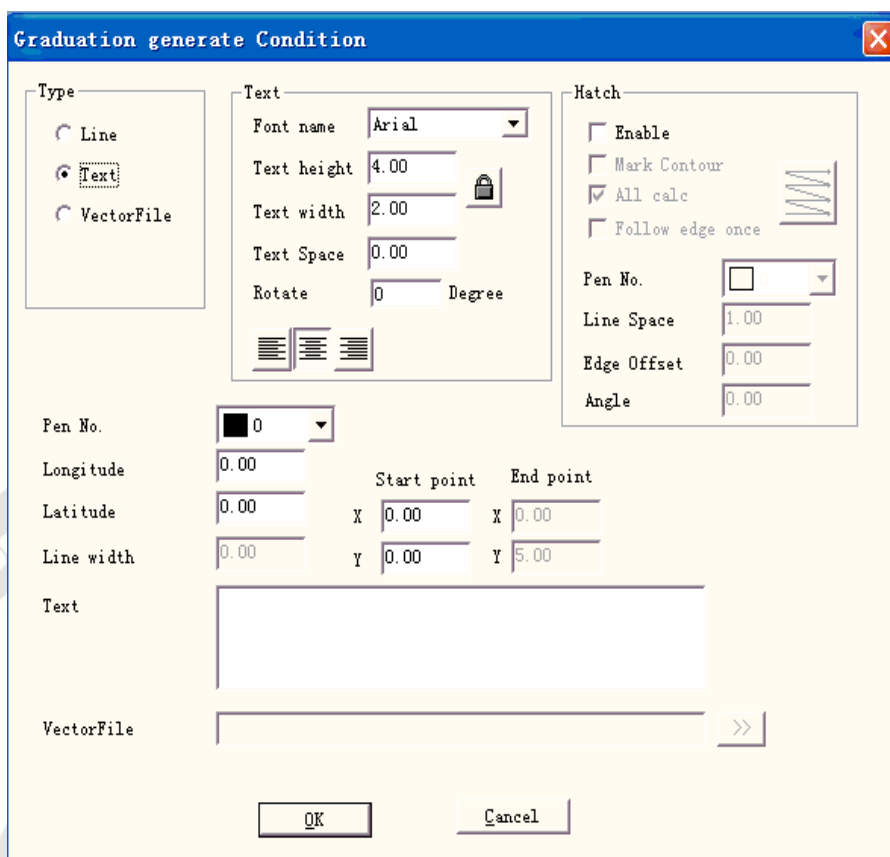 Graduation generate Condition
Type
Line
Text
VectorFile
Text
Font name Arial
Text height 4.00
Text width 2.00
Text Space 0.00
Rotate 0 Degree
Hatch
Enable
Mark Contour
All calc
Follow edge once
Pen No.
Line Space 1.00
Edge Offset 0.00
Angle 0.00
Pen No. 0
Longitude 0.00
Latitude 0.00
Line width 0.00
Start point End point
X 0.00 X 0.00
Y 0.00 Y 5.00
Text
VectorFile >>
OK Cancel